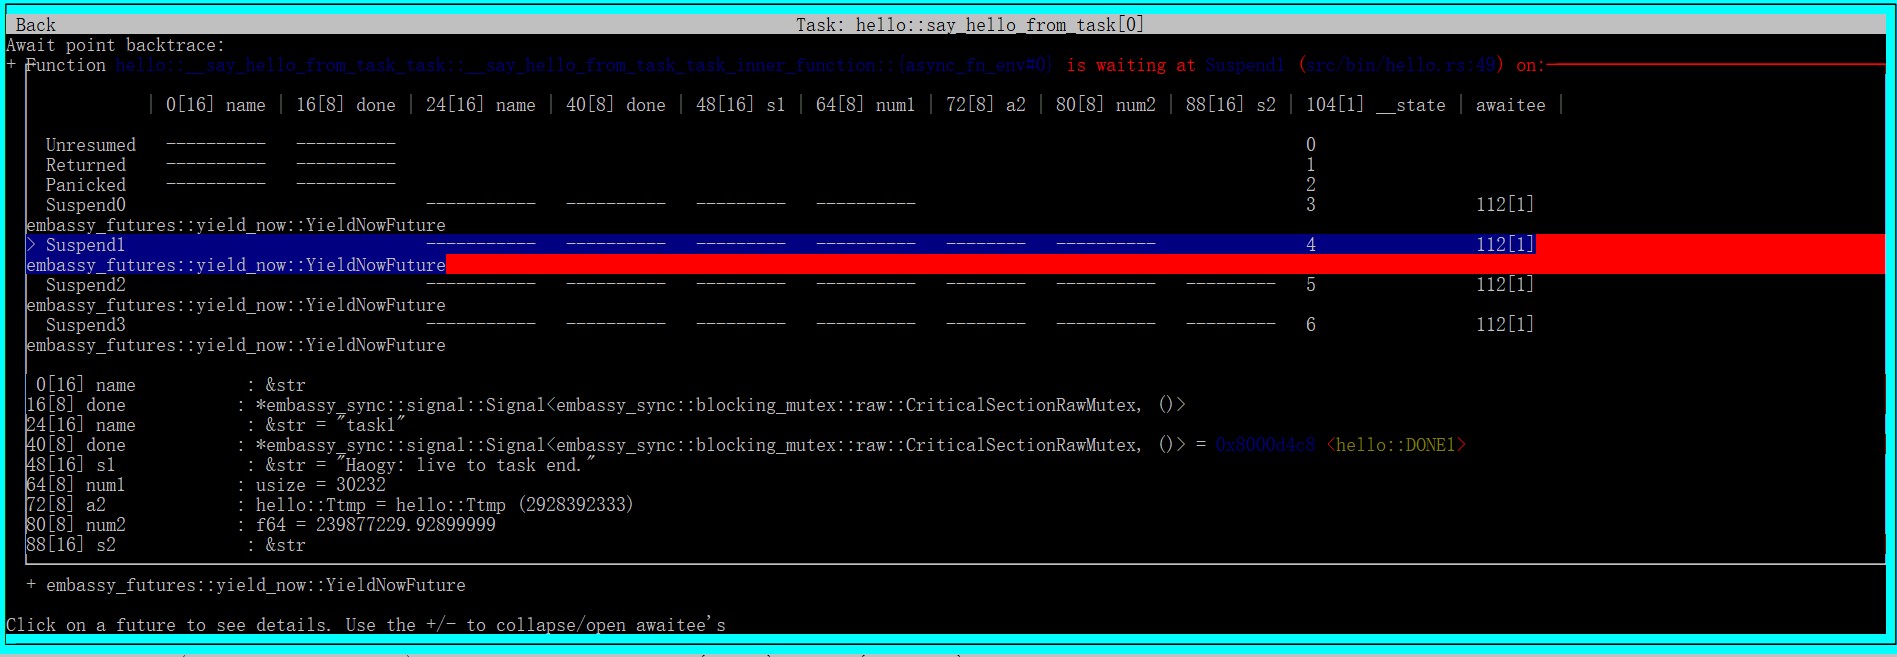 Back Task: hello::say_hello_from_task[0]
Await point backtrace:
+ Function hello::__say_hello_from_task_task::__say_hello_from_task_task_inner_function::{async_fn_env#0} is waiting at Suspend1 (src/bin/hello.rs:49) on:
| 0[16] name | 16[8] done | 24[16] name | 40[8] done | 48[16] s1 | 64[8] num1 | 72[8] a2 | 80[8] num2 | 88[16] s2 | 104[1] __state | awaitee |
Unresumed ---------- ---------- 0
Returned ---------- ---------- 1
Panicked ---------- ---------- 2
Suspend0 ----------- ---------- --------- ---------- 3 112[1]
embassy_futures::yield_now::YieldNowFuture
> Suspend1 ----------- ---------- --------- ---------- -------- ---------- 4 112[1]
embassy_futures::yield_now::YieldNowFuture
Suspend2 ----------- ---------- --------- ---------- -------- ---------- --------- 5 112[1]
embassy_futures::yield_now::YieldNowFuture
Suspend3 ----------- ---------- --------- ---------- -------- ---------- --------- 6 112[1]
embassy_futures::yield_now::YieldNowFuture
0[16] name : &str
16[8] done : *embassy_sync::signal::Signal<embassy_sync::blocking_mutex::raw::CriticalSectionRawMutex, ()>
24[16] name : &str = "task1"
40[8] done : *embassy_sync::signal::Signal<embassy_sync::blocking_mutex::raw::CriticalSectionRawMutex, ()> = 0x8000d4c8 <hello::DONE1>
48[16] s1 : &str = "Haogy: live to task end."
64[8] num1 : usize = 30232
72[8] a2 : hello::Ttmp = hello::Ttmp (2928392333)
80[8] num2 : f64 = 239877229.92899999
88[16] s2 : &str
+ embassy_futures::yield_now::YieldNowFuture
Click on a future to see details. Use the +/- to collapse/open awaitee's